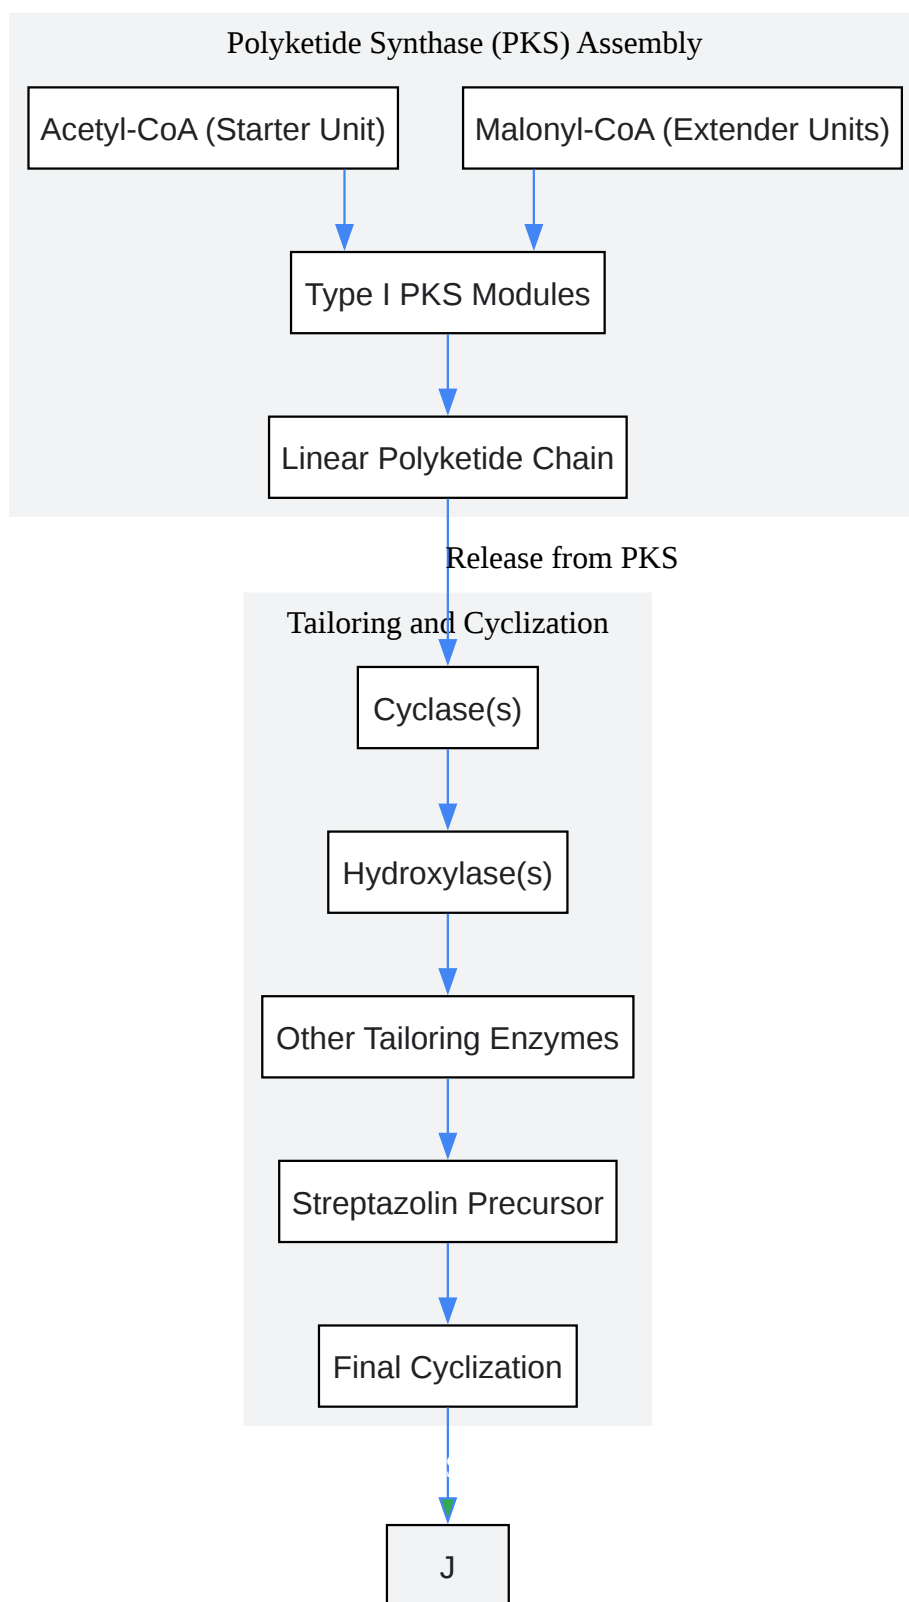 Polyketide Synthase (PKS) Assembly
Acetyl-CoA (Starter Unit)
Malonyl-CoA (Extender Units)
Type I PKS Modules
Linear Polyketide Chain
Release from PKS
Tailoring and Cyclization
Cyclase(s)
Hydroxylase(s)
Other Tailoring Enzymes
Streptazolin Precursor
Final Cyclization
J